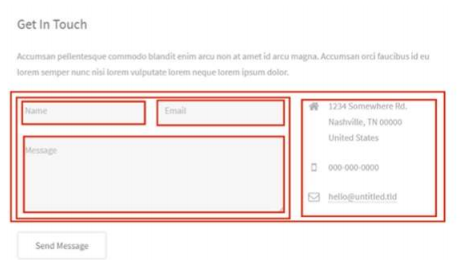 Get In Touch
Accumsan pellentesque commodo blandit enim arcu non at amet id arcu magna. Accumsan orci faucibus id eu
lorem semper nunc nisi lorem vulputate lorem neque lorem ipsum dolor.
Name
Email
Message
1234 Somewhere Rd.
Nashville, TN 00000
United States
000-000-0000
hello@untitled.tld
Send Message